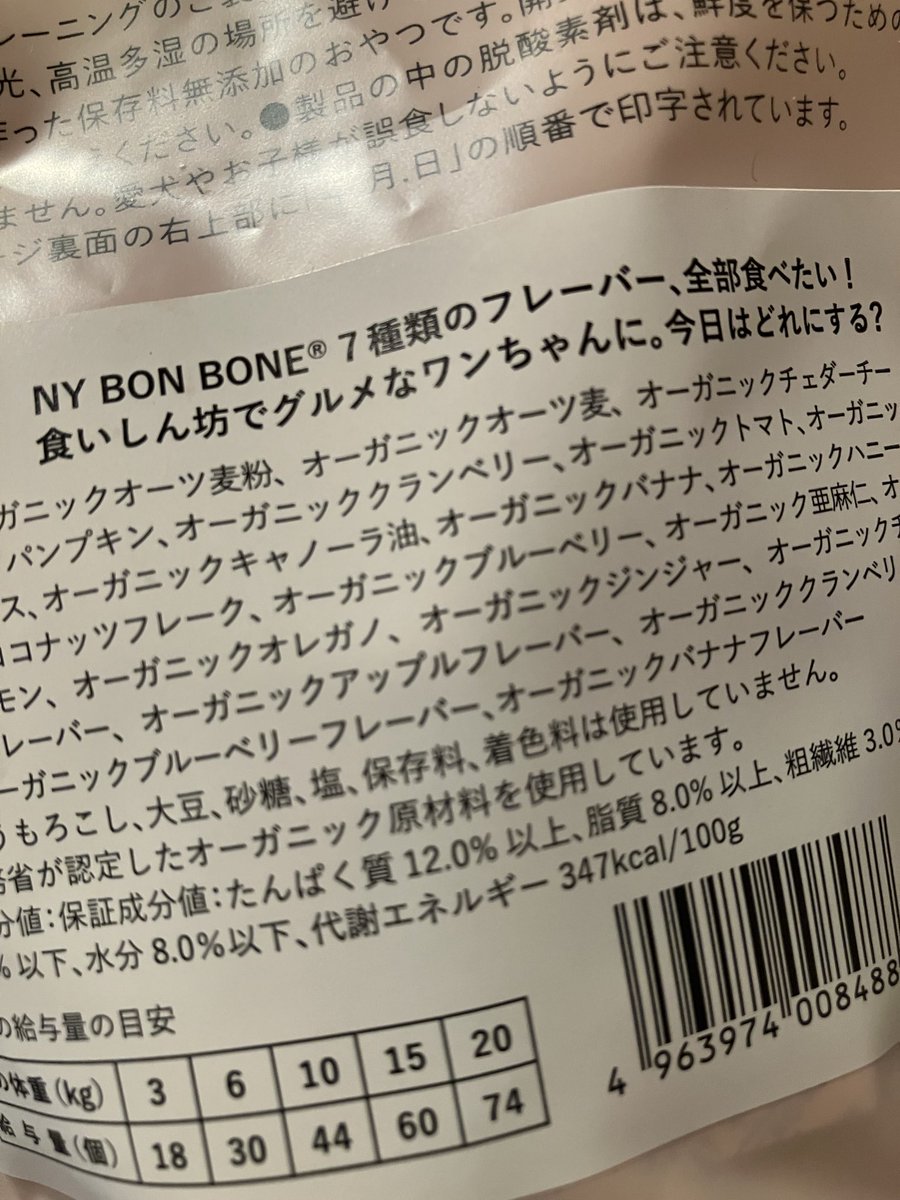 レーニングのご
光、高温多湿の場所を避け のおやつです。開
作った保存料無添加のおやつです。
ください。●製品の中の脱酸素剤は、鮮度を保つための
ません。愛犬やお子様が誤食しないようにご注意ください。
ージ裏面の右上部に 月.日」の順番で印字されています。
NY BON BONE® 7種類のフレーバー、全部食べたい！
食いしん坊でグルメなワンちゃんに。今日はどれにする？
ガニックオーツ麦粉、オーガニックオーツ麦、オーガニックチェダーチー
パンプキン、オーガニッククランベリー、オーガニックトマト、オーガニッ
ス、オーガニックキャノーラ油、オーガニックバナナ、オーガニックハニー
ココナッツフレーク、オーガニックブルーベリー、オーガニック亜麻仁、オ
モン、オーガニックオレガノ、オーガニックジンジャー、オーガニックチ
レーバー、オーガニックアップルフレーバー、オーガニッククランベリ
ーガニックブルーベリーフレーバー、オーガニックバナナフレーバー
うもろこし、大豆、砂糖、塩、保存料、着色料は使用していません。
務省が認定したオーガニック原材料を使用しています。
分値：保証成分値：たんぱく質 12.0% 以上、脂質 8.0% 以上、粗繊維 3.0%
% 以下、水分 8.0%以下、代謝エネルギー 347kcal/100g
の給与量の目安
の体重(kg) 3 6 10 15 20
給与量(個) 18 30 44 60 74
4 963974 008488